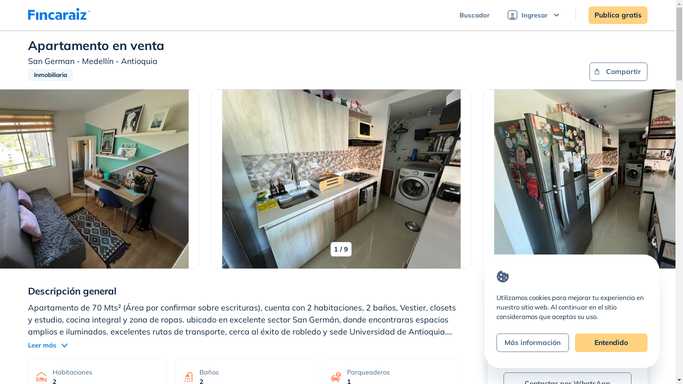 Fincaraiz
Buscador
Ingresar
Publica gratis
Apartamento en venta
San German - Medellín - Antioquia
Inmobiliaria
Compartir
1 / 9
Descripción general
Apartamento de 70 Mts² (Área por confirmar sobre escrituras), cuenta con 2 habitaciones, 2 baños, Vestier, closets
y estudio, cocina integral y zona de ropas. ubicado en excelente sector San Germán, donde encontraras espacios
amplios e iluminados, excelentes rutas de transporte, cerca al éxito de robledo y sede Universidad de Antioquia....
Leer más
Habitaciones
2
Baños
2
Parqueaderos
1
Utilizamos cookies para mejorar tu experiencia en
nuestro sitio web. Al continuar en el sitio
consideramos que aceptas su uso.
Más información
Entendido
Contactar por WhatsApp